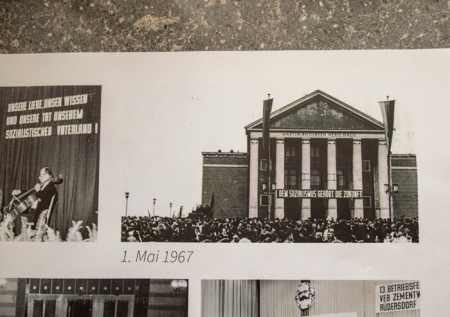 UNSERE LIEBE, UNSER WISSEN
UND UNSERE TAT UNSEREM
SOZIALISTISCHEN VATERLAND!
DEM SOZIALISMUS GEHÖRT DIE ZUKUNFT
1. Mai 1967
13. BETRIEBSFE
VEB ZEMENTW
RÜDERSDORF